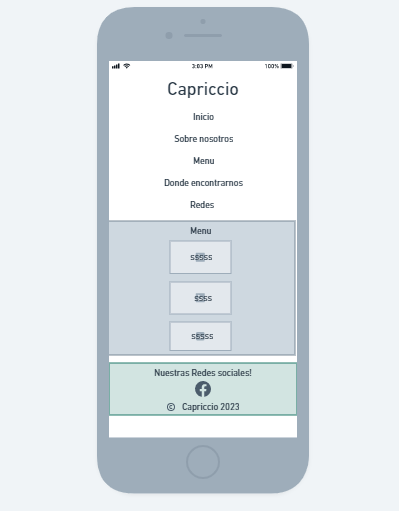 3:03 PM 100%
Capriccio
Inicio
Sobre nosotros
Menu
Donde encontrarnos
Redes
Menu
sssss
ssss
sssss
Nuestras Redes sociales!
© Capriccio 2023